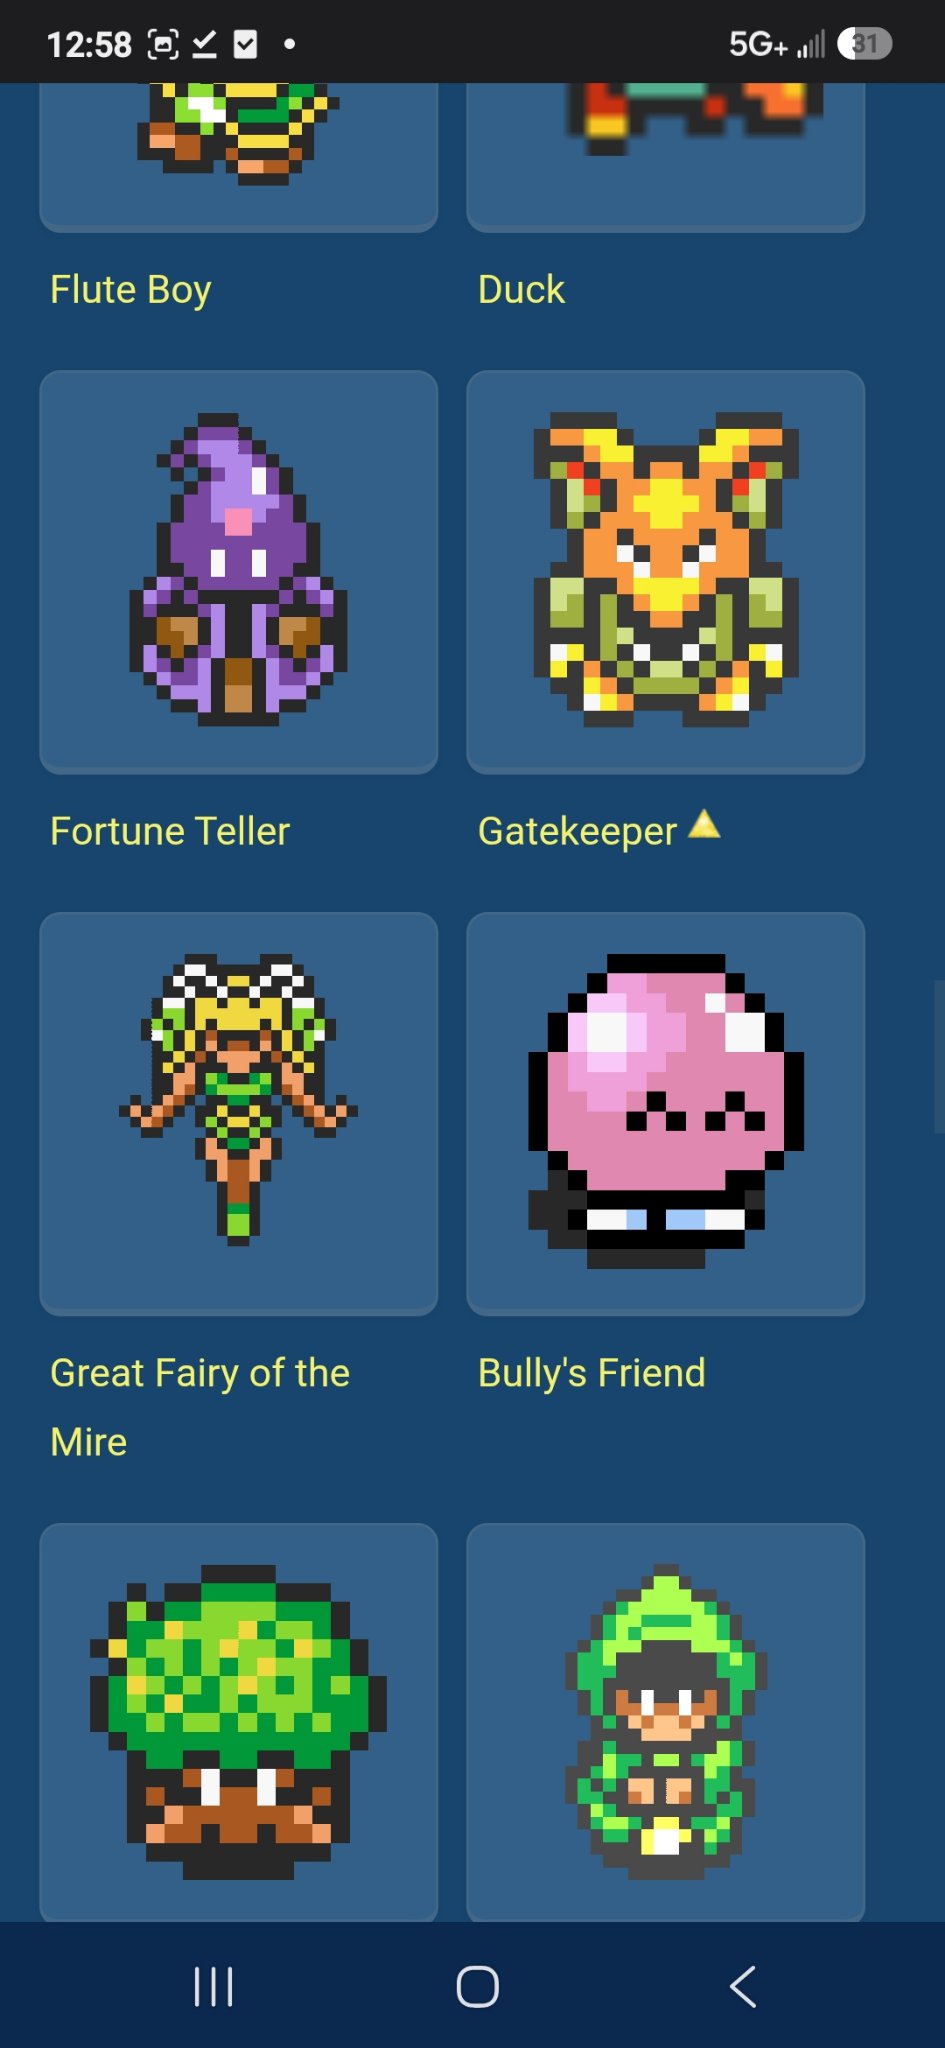 12:58
5G+
31
Flute Boy
Duck
Fortune Teller
Gatekeeper
Great Fairy of the
Mire
Bully's Friend